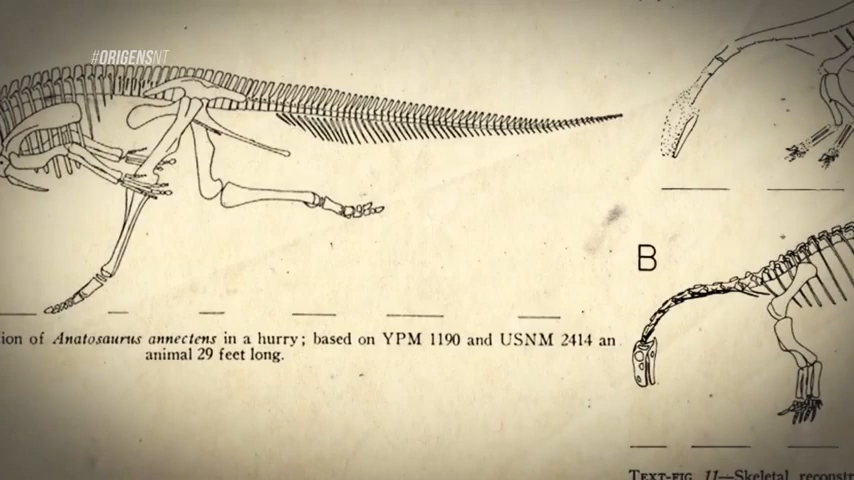 #ORIGENSNT
ion of Anatosaurus annectens in a hurry; based on YPM 1190 and USNM 2414 an
animal 29 feet long.
B
TEXT-FIG. 11—Skeletal reconstr